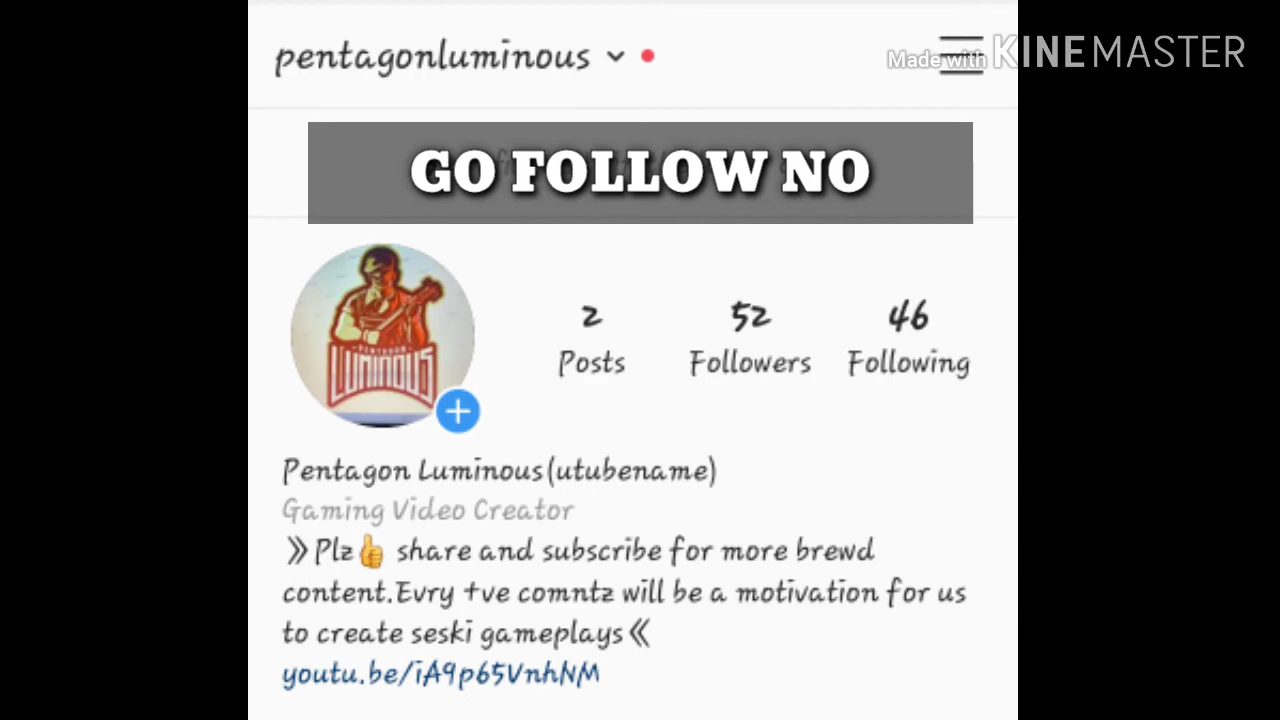 pentagonluminous
Made with KINEMASTER
GO FOLLOW NO
PENTAGON
LUMINOUS
2 52 46
Posts Followers Following
Pentagon Luminous(utubename)
Gaming Video Creator
》Plz👍 share and subscribe for more brewd
content.Evry +ve comntz will be a motivation for us
to create seski gameplays《
youtu.be/iA9p65VnhNM